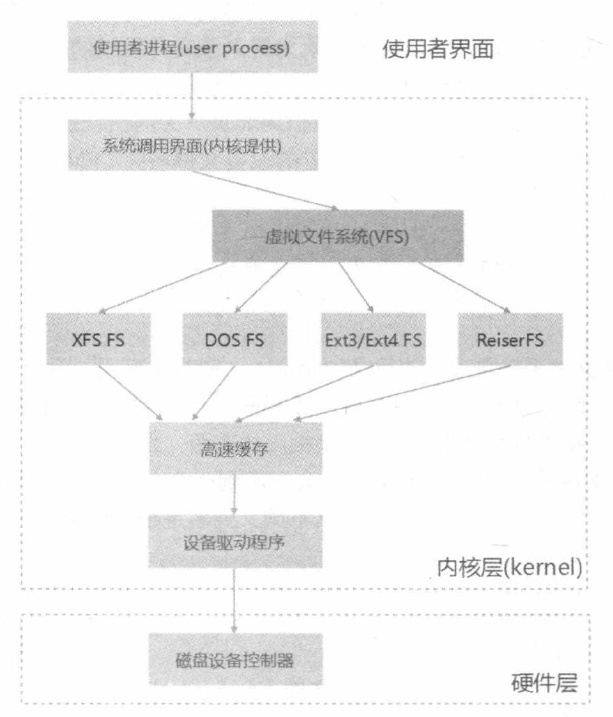 使用者进程(user process)
使用者界面
系统调用界面(内核提供)
虚拟文件系统(VFS)
XFS FS
DOS FS
Ext3/Ext4 FS
ReiserFS
高速缓存
设备驱动程序
内核层(kernel)
磁盘设备控制器
硬件层